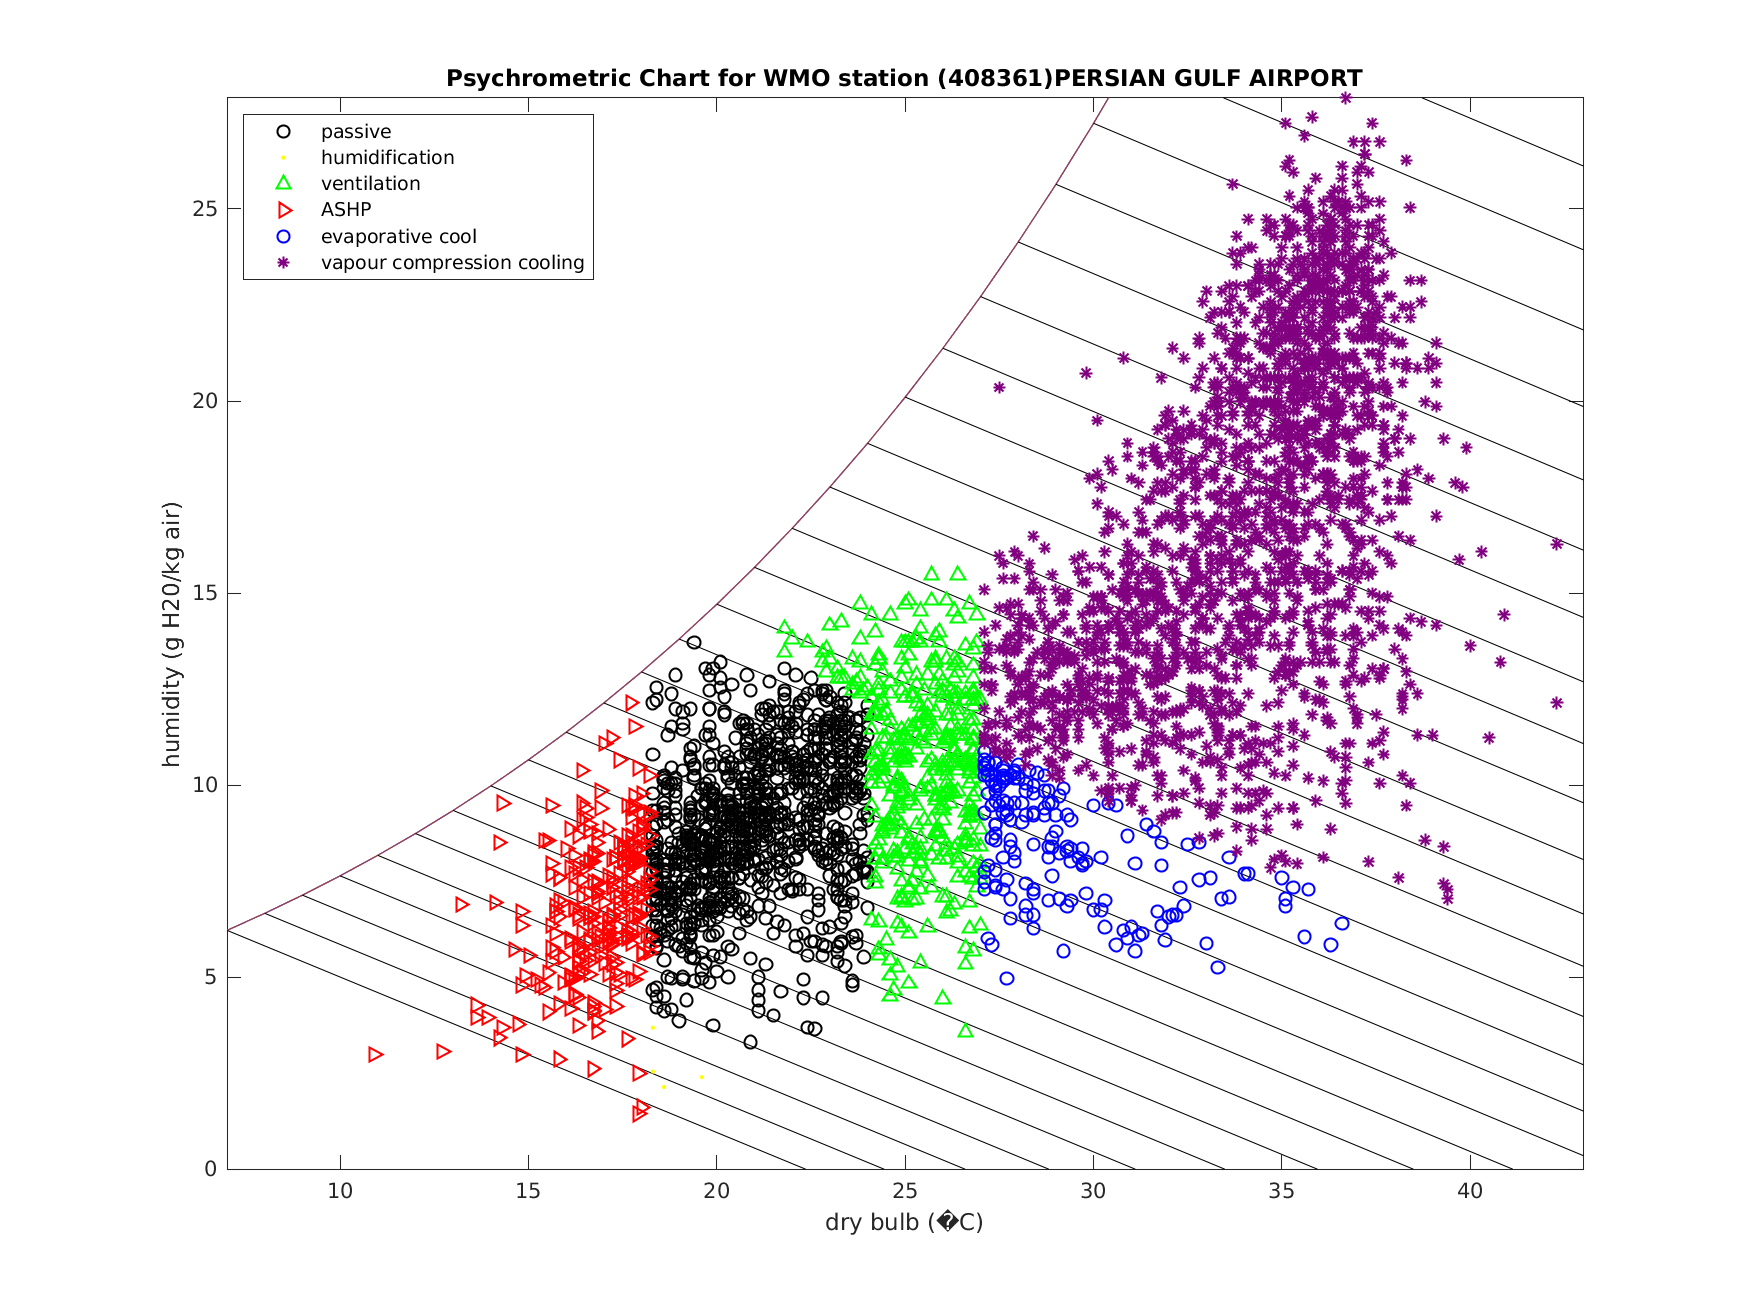 Psychrometric Chart for WMO station (408361)PERSIAN GULF AIRPORT
passive
humidification
ventilation
ASHP
evaporative cool
vapour compression cooling
25
20
15
10
5
0
humidity (g H20/kg air)
10 15 20 25 30 35 40
dry bulb (�C)